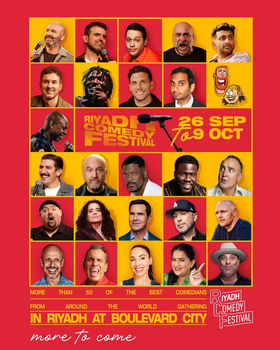 RIYADH
COMEDY
FESTIVAL
26 SEP
to
9 OCT
MORE THAN 50 OF THE BEST COMEDIANS
FROM AROUND THE WORLD GATHERING
IN RIYADH AT BOULEVARD CITY
more to come
RIYADH
COMEDY
FESTIVAL